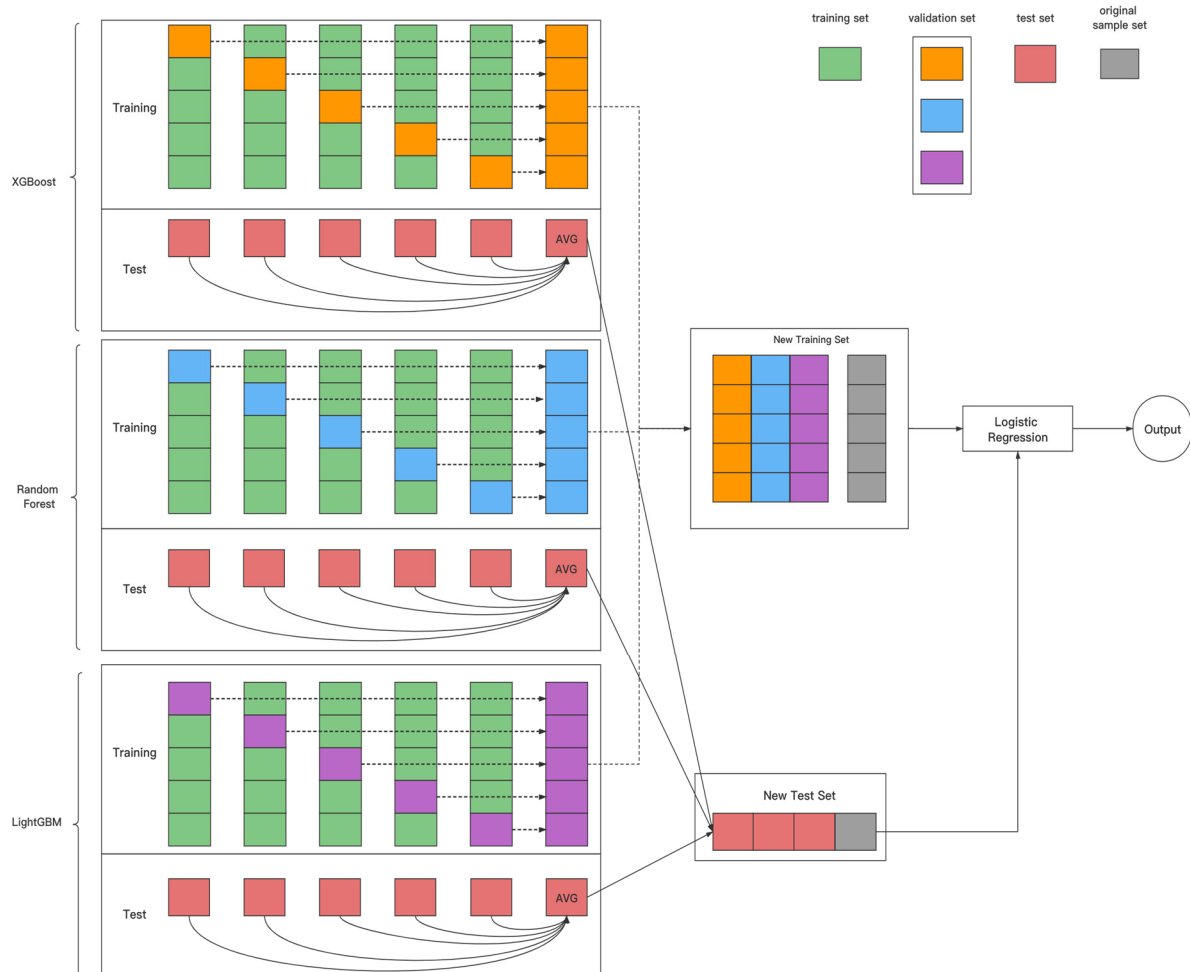 training set
validation set
test set
original
sample set
XGBoost
Training
Test
AVG
Random
Forest
Training
Test
AVG
LightGBM
Training
Test
AVG
New Training Set
New Test Set
Logistic
Regression
Output